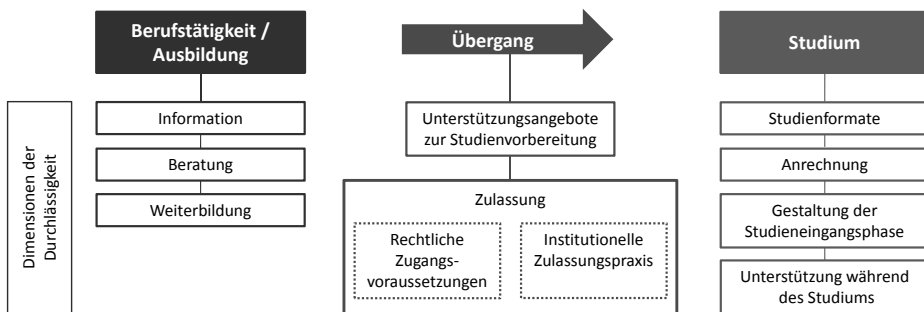 Berufstätigkeit /
Ausbildung
Übergang
Studium
Dimensionen der
Durchlässigkeit
Information
Beratung
Weiterbildung
Unterstützungsangebote
zur Studienvorbereitung
Zulassung
Rechtliche
Zugangs-
voraussetzungen
Institutionelle
Zulassungspraxis
Studienformate
Anrechnung
Gestaltung der
Studieneingangsphase
Unterstützung während
des Studiums